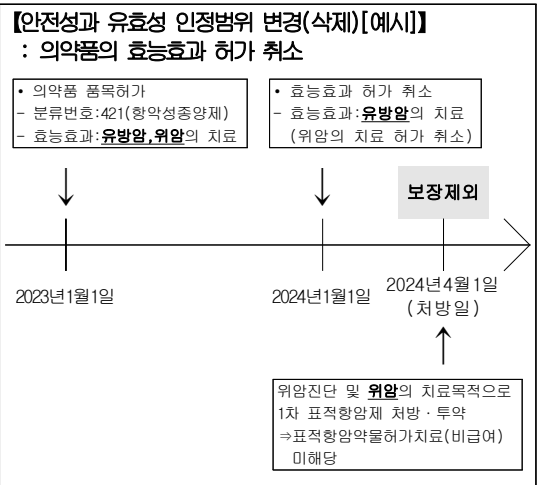 【안전성과 유효성 인정범위 변경(삭제)[예시]】
: 의약품의 효능효과 허가 취소
• 의약품 품목허가
- 분류번호:421(항악성종양제)
- 효능효과:유방암,위암의 치료
• 효능효과 허가 취소
- 효능효과:유방암의 치료
(위암의 치료 허가 취소)
보장제외
2023년1월1일
2024년1월1일
2024년4월1일
(처방일)
위암진단 및 위암의 치료목적으로
1차 표적항암제 처방·투약
⇒표적항암약물허가치료(비급여)
미해당